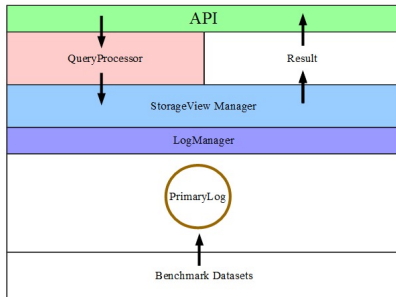 API
QueryProcessor
Result
StorageView Manager
LogManager
PrimaryLog
Benchmark Datasets